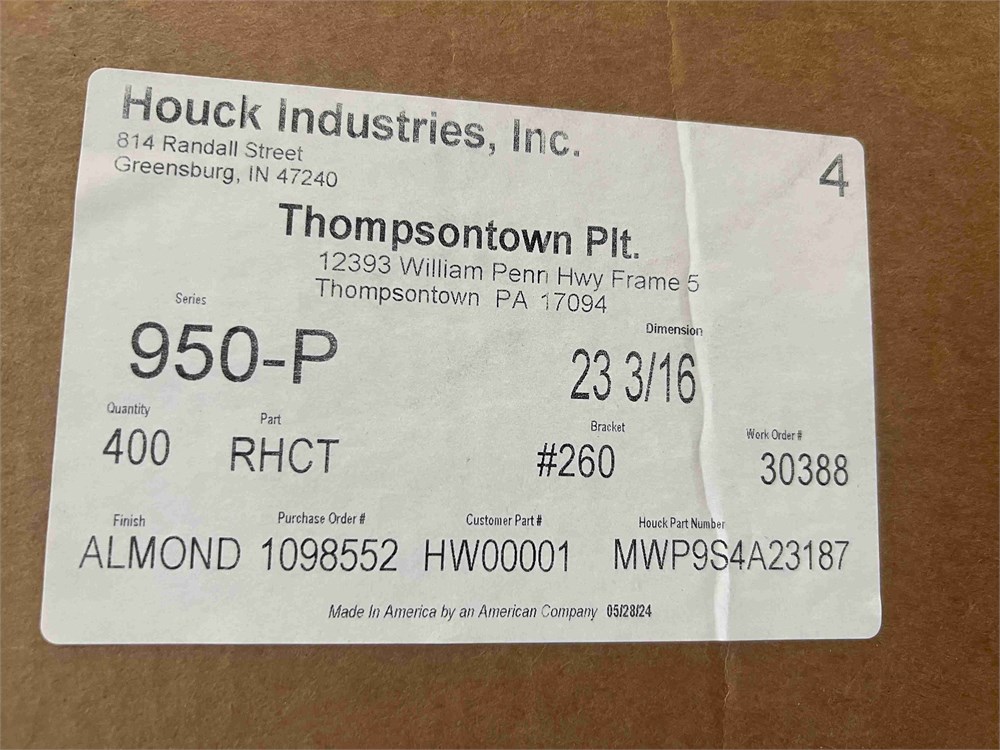 Houck Industries, Inc.
814 Randall Street
Greensburg, IN 47240
4
Thompsontown Plt.
12393 William Penn Hwy Frame 5
Thompsontown PA 17094
Series
Dimension
950-P
23 3/16
Quantity
Part
Bracket
Work Order #
400
RHCT
#260
30388
Finish
Purchase Order #
Customer Part #
Houck Part Number
ALMOND
1098552
HW00001
MWP9S4A23187
Made In America by an American Company 05/28/24